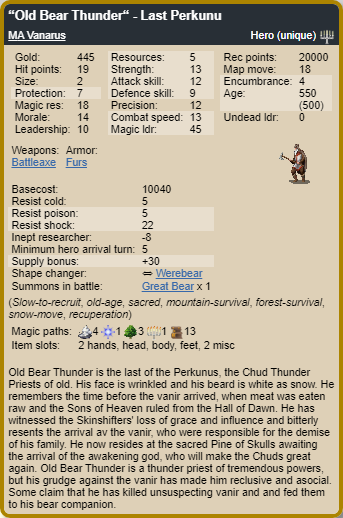 "Old Bear Thunder" - Last Perkunu
MA Vanarus Hero (unique)
Gold: 445 Resources: 5 Rec points: 20000
Hit points: 19 Strength: 13 Map move: 18
Size: 2 Attack skill: 12 Encumbrance: 4
Protection: 7 Defence skill: 9 Age: 550
Magic res: 18 Precision: 12 (500)
Morale: 14 Combat speed: 13 Undead ldr: 0
Leadership: 10 Magic ldr: 45
Weapons: Armor:
Battleaxe Furs
Basecost: 10040
Resist cold: 5
Resist poison: 5
Resist shock: 22
Inept researcher: -8
Minimum hero arrival turn: 5
Supply bonus: +30
Shape changer: ⇔ Werebear
Summons in battle: Great Bear x 1
(Slow-to-recruit, old-age, sacred, mountain-survival, forest-survival,
snow-move, recuperation)
Magic paths: 4 1 3 1 13
Item slots: 2 hands, head, body, feet, 2 misc
Old Bear Thunder is the last of the Perkunus, the Chud Thunder
Priests of old. His face is wrinkled and his beard is white as snow. He
remembers the time before the vanir arrived, when meat was eaten
raw and the Sons of Heaven ruled from the Hall of Dawn. He has
witnessed the Skinshifters' loss of grace and influence and bitterly
resents the arrival av the vanir, who were responsible for the demise
of his family. He now resides at the sacred Pine of Skulls awaiting
the arrival of the awakening god, who will make the Chuds great
again. Old Bear Thunder is a thunder priest of tremendous powers,
but his grudge against the vanir has made him reclusive and asocial.
Some claim that he has killed unsuspecting vanir and and fed them
to his bear companion.